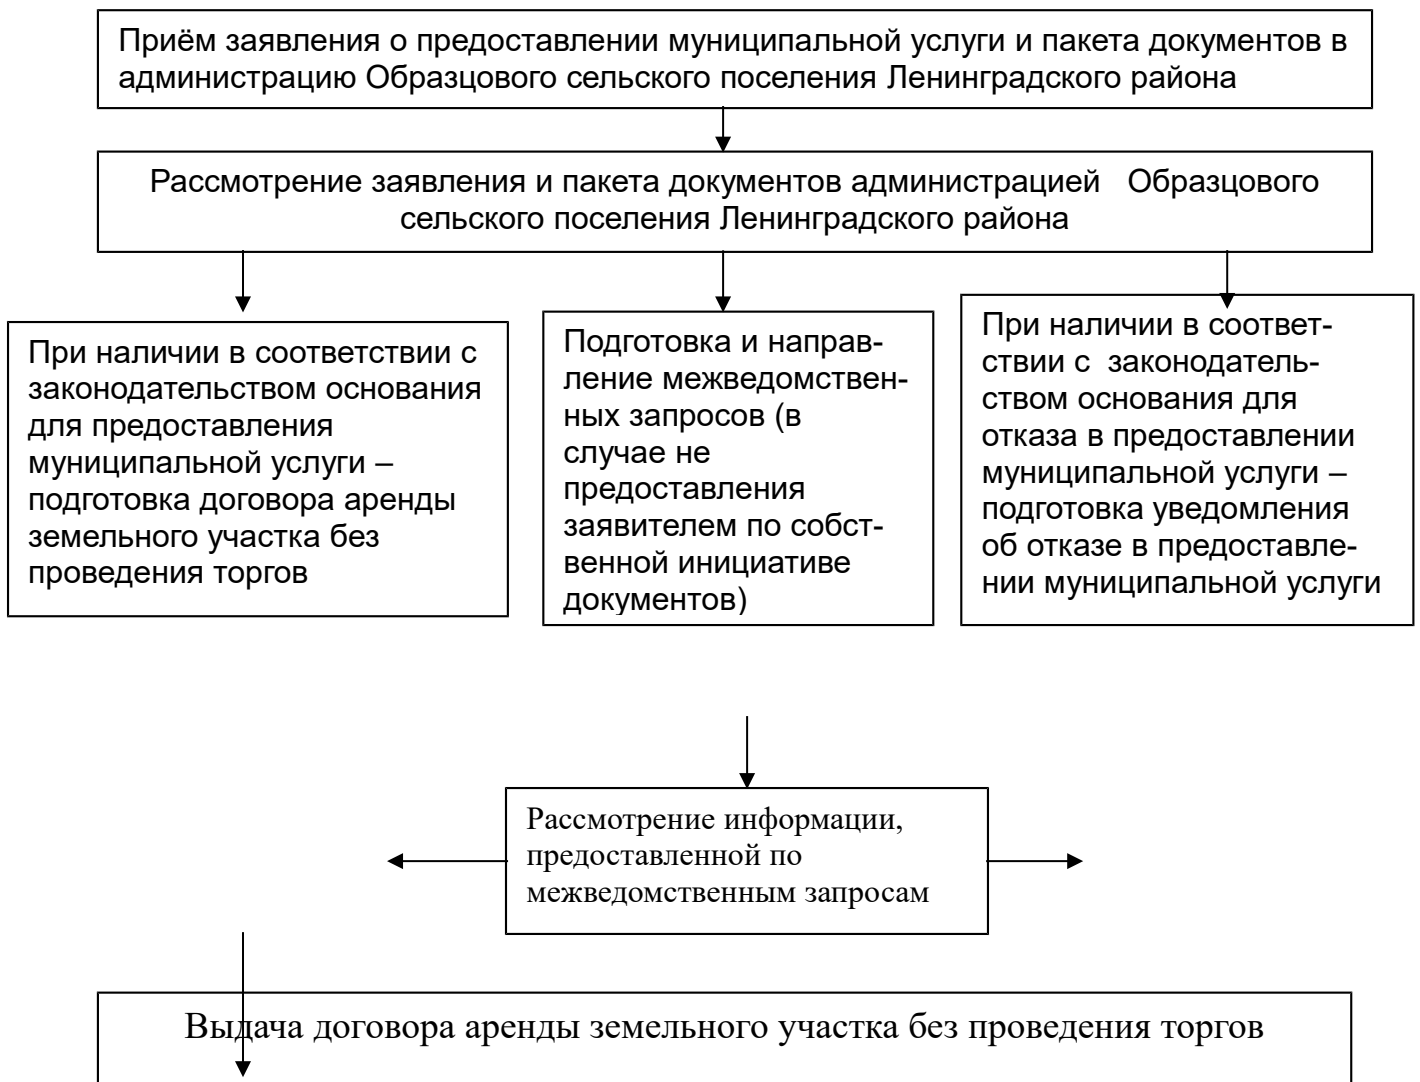 Приём заявления о предоставлении муниципальной услуги и пакета документов в
администрацию Образцового сельского поселения Ленинградского района
Рассмотрение заявления и пакета документов администрацией Образцового
сельского поселения Ленинградского района
При наличии в соответствии с
законодательством основания
для предоставления
муниципальной услуги –
подготовка договора аренды
земельного участка без
проведения торгов
Подготовка и направ-
ление межведомствен-
ных запросов (в
случае не
предоставления
заявителем по собст-
венной инициативе
документов)
При наличии в соответ-
ствии с законодатель-
ством основания для
отказа в предоставлении
муниципальной услуги –
подготовка уведомления
об отказе в предоставле-
нии муниципальной услуги
Рассмотрение информации,
предоставленной по
межведомственным запросам
Выдача договора аренды земельного участка без проведения торгов